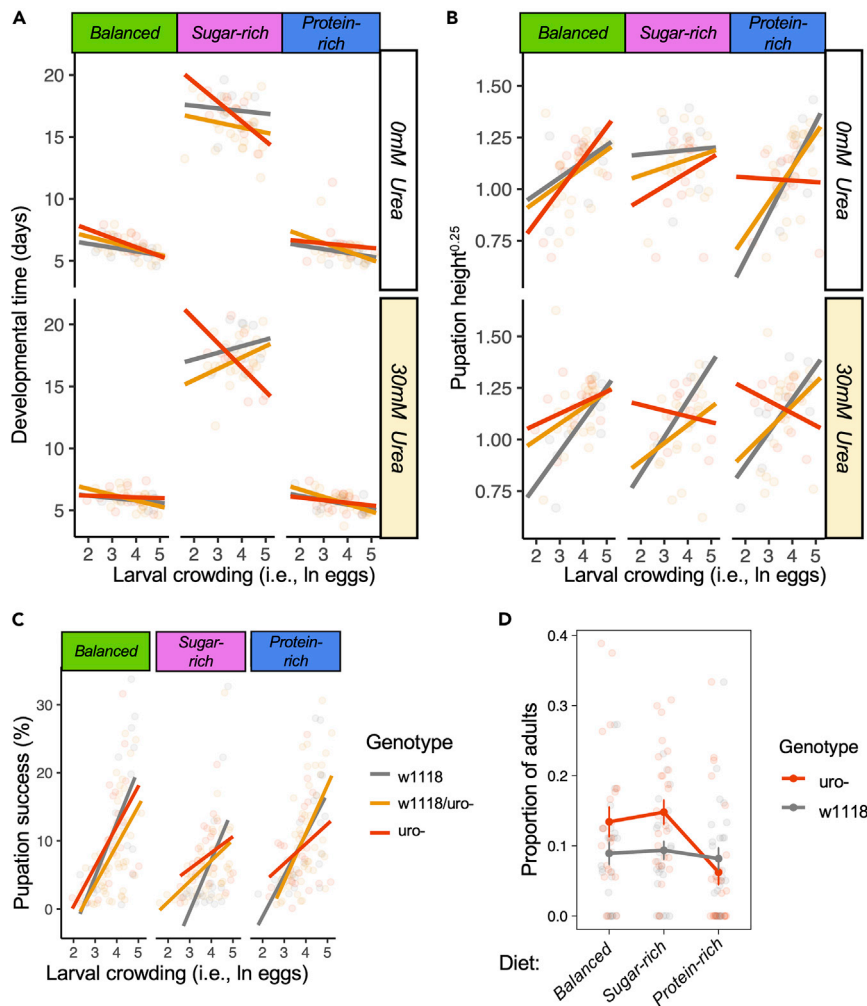 A
Balanced
Sugar-rich
Protein-
rich
20
15
10
5
0mM Urea
20
15
10
5
30mM Urea
Developmental time (days)
2 3 4 5
2 3 4 5
2 3 4 5
Larval crowding (i.e., ln eggs)
B
Balanced
Sugar-rich
Protein-
rich
1.50
1.25
1.00
0.75
0mM Urea
1.50
1.25
1.00
0.75
30mM Urea
Pupation height0.25
2 3 4 5
2 3 4 5
2 3 4 5
Larval crowding (i.e., ln eggs)
C
Balanced
Sugar-
rich
Protein-
rich
30
20
10
0
Pupation success (%)
2 3 4 5
2 3 4 5
2 3 4 5
Larval crowding (i.e., ln eggs)
Genotype
w1118
w1118/uro-
uro-
D
0.4
0.3
0.2
0.1
0.0
Proportion of adults
Diet:
Balanced
Sugar-rich
Protein-rich
Genotype
uro-
w1118